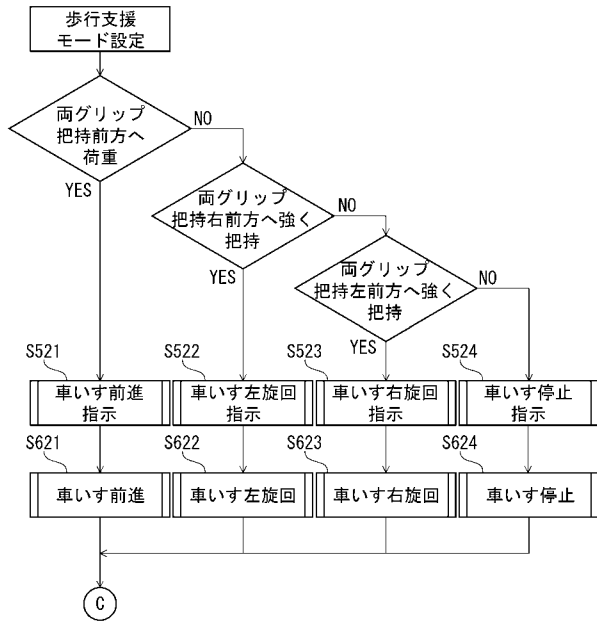 歩行支援
モード設定
両グリップ
把持前方へ
荷重
NO
YES
両グリップ
把持右前方へ強く
把持
NO
YES
両グリップ
把持左前方へ強く
把持
NO
YES
S521
S522
S523
S524
車いす前進
指示
車いす左旋回
指示
車いす右旋回
指示
車いす停止
指示
S621
S622
S623
S624
車いす前進
車いす左旋回
車いす右旋回
車いす停止
C